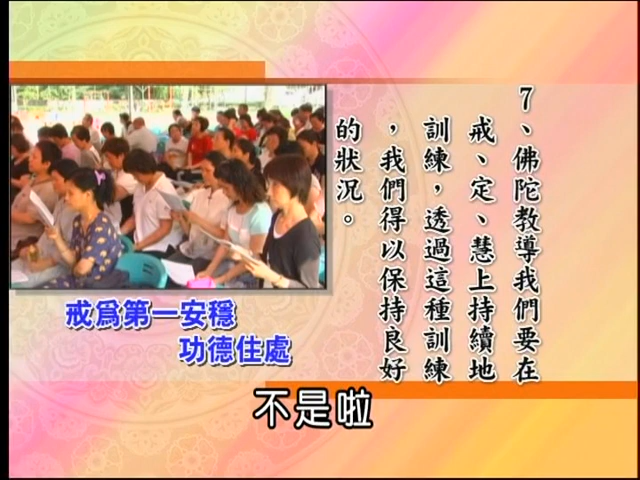 7、佛陀教導我們要在
戒、定、慧上持續地
訓練，透過這種訓練
，我們得以保持良好
的狀況。
戒為第一安穩
功德住處
不是啦